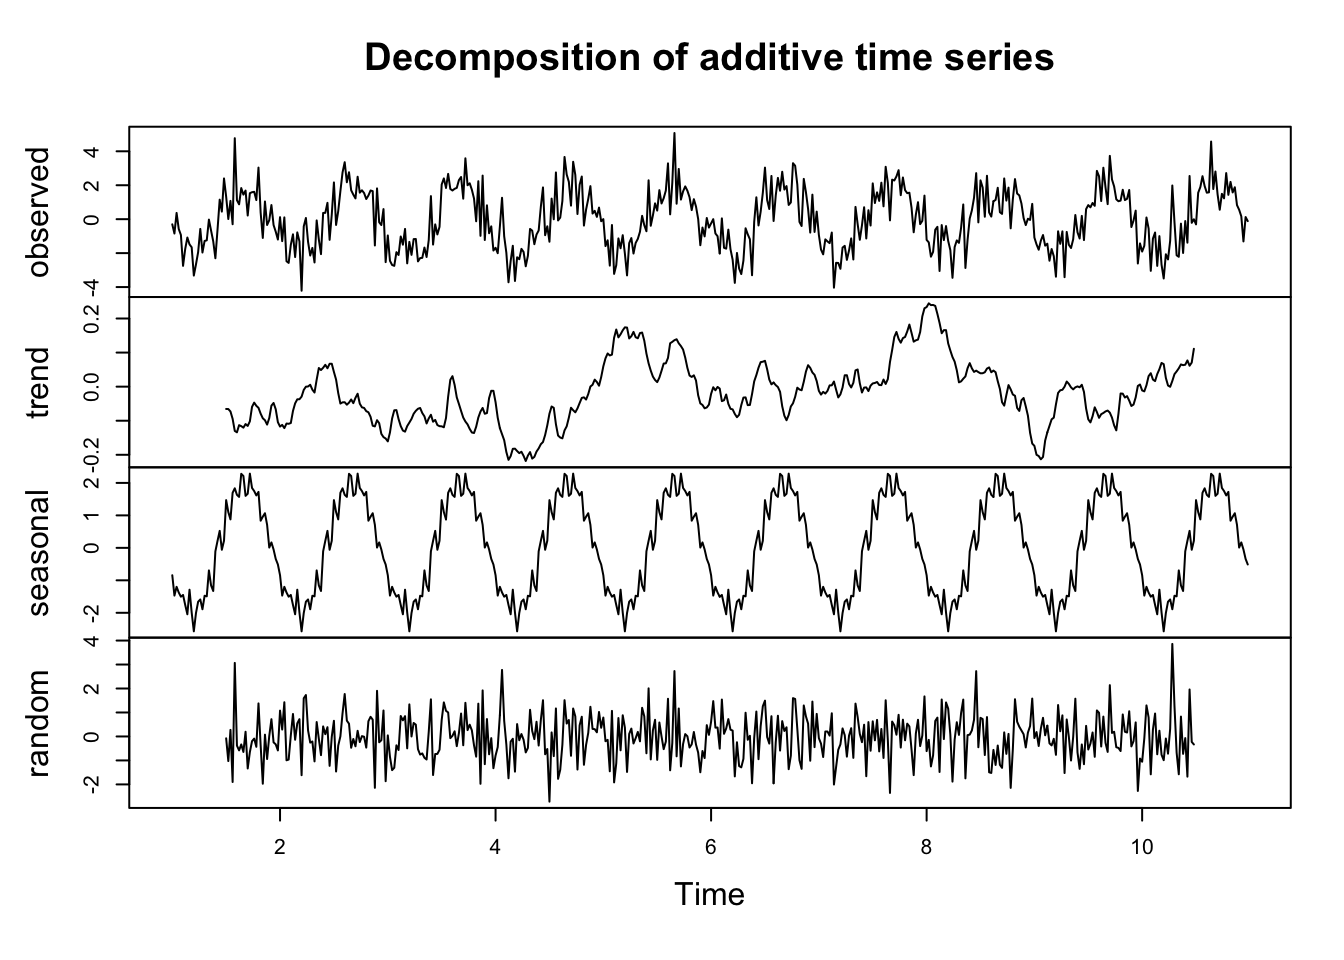 Decomposition of additive time series
observed
-4 0 2 4
trend
-0.2 0.0 0.2
seasonal
-2 0 1 2
random
-2 0 2 4
2 4 6 8 10
Time